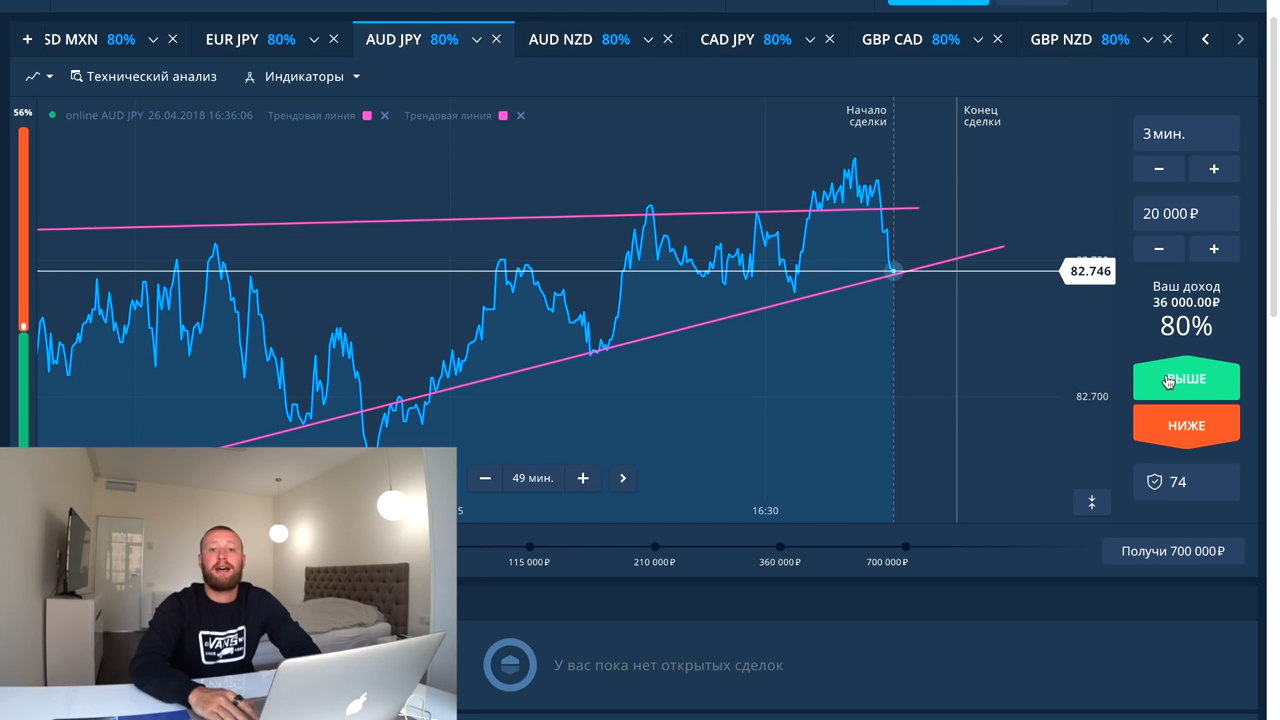 SD MXN 80%
EUR JPY 80%
AUD JPY 80%
AUD NZD 80%
CAD JPY 80%
GBP CAD 80%
GBP NZD 80%
Технический анализ
Индикаторы
56%
online AUD JPY 26.04.2018 16:36:06
Трендовая линия
Трендовая линия
Начало
сделки
Конец
сделки
3 мин.
20 000 ₽
82.746
Ваш доход
36 000.00₽
80%
ВЫШЕ
82.700
НИЖЕ
74
49 мин.
5
16:30
115 000₽
210 000₽
360 000₽
700 000₽
Получи 700 000₽
У вас пока нет открытых сделок
VANS